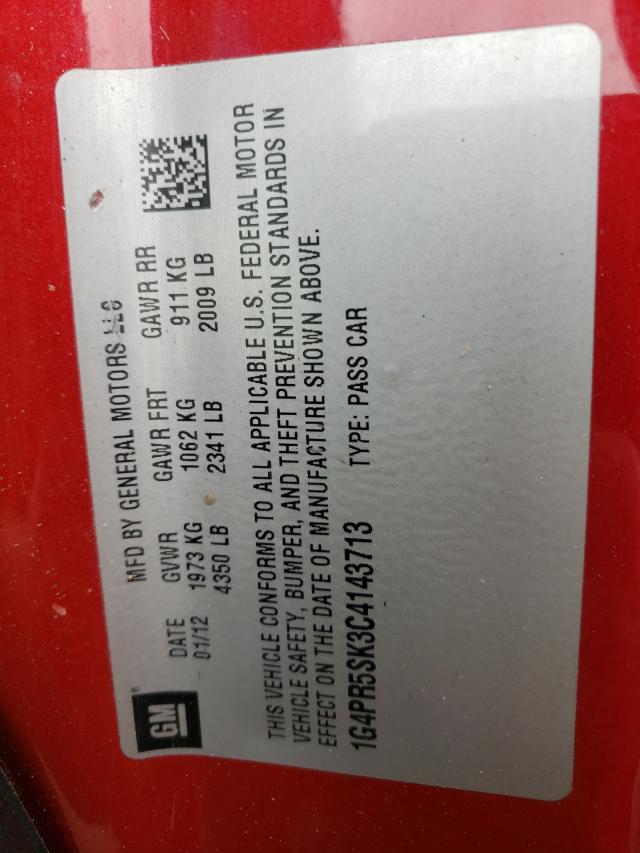 GM ®
MFD BY GENERAL MOTORS LLC
DATE GVWR GAWR FRT GAWR RR
01/12 1973 KG 1062 KG 911 KG
4350 LB 2341 LB 2009 LB
THIS VEHICLE CONFORMS TO ALL APPLICABLE U.S. FEDERAL MOTOR
VEHICLE SAFETY, BUMPER, AND THEFT PREVENTION STANDARDS IN
EFFECT ON THE DATE OF MANUFACTURE SHOWN ABOVE.
1G4PR5SK3C4143713 TYPE: PASS CAR